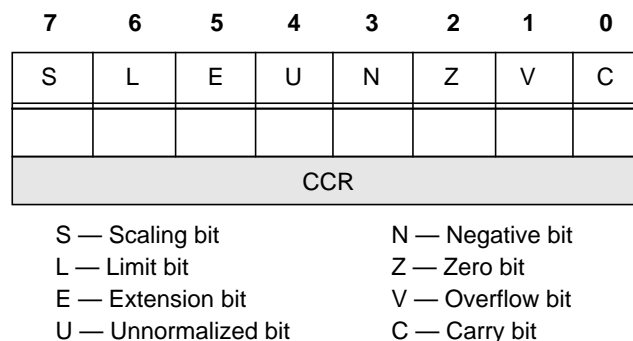 7 6 5 4 3 2 1 0
S L E U N Z V C
CCR
S — Scaling bit N — Negative bit
L — Limit bit Z — Zero bit
E — Extension bit V — Overflow bit
U — Unnormalized bit C — Carry bit